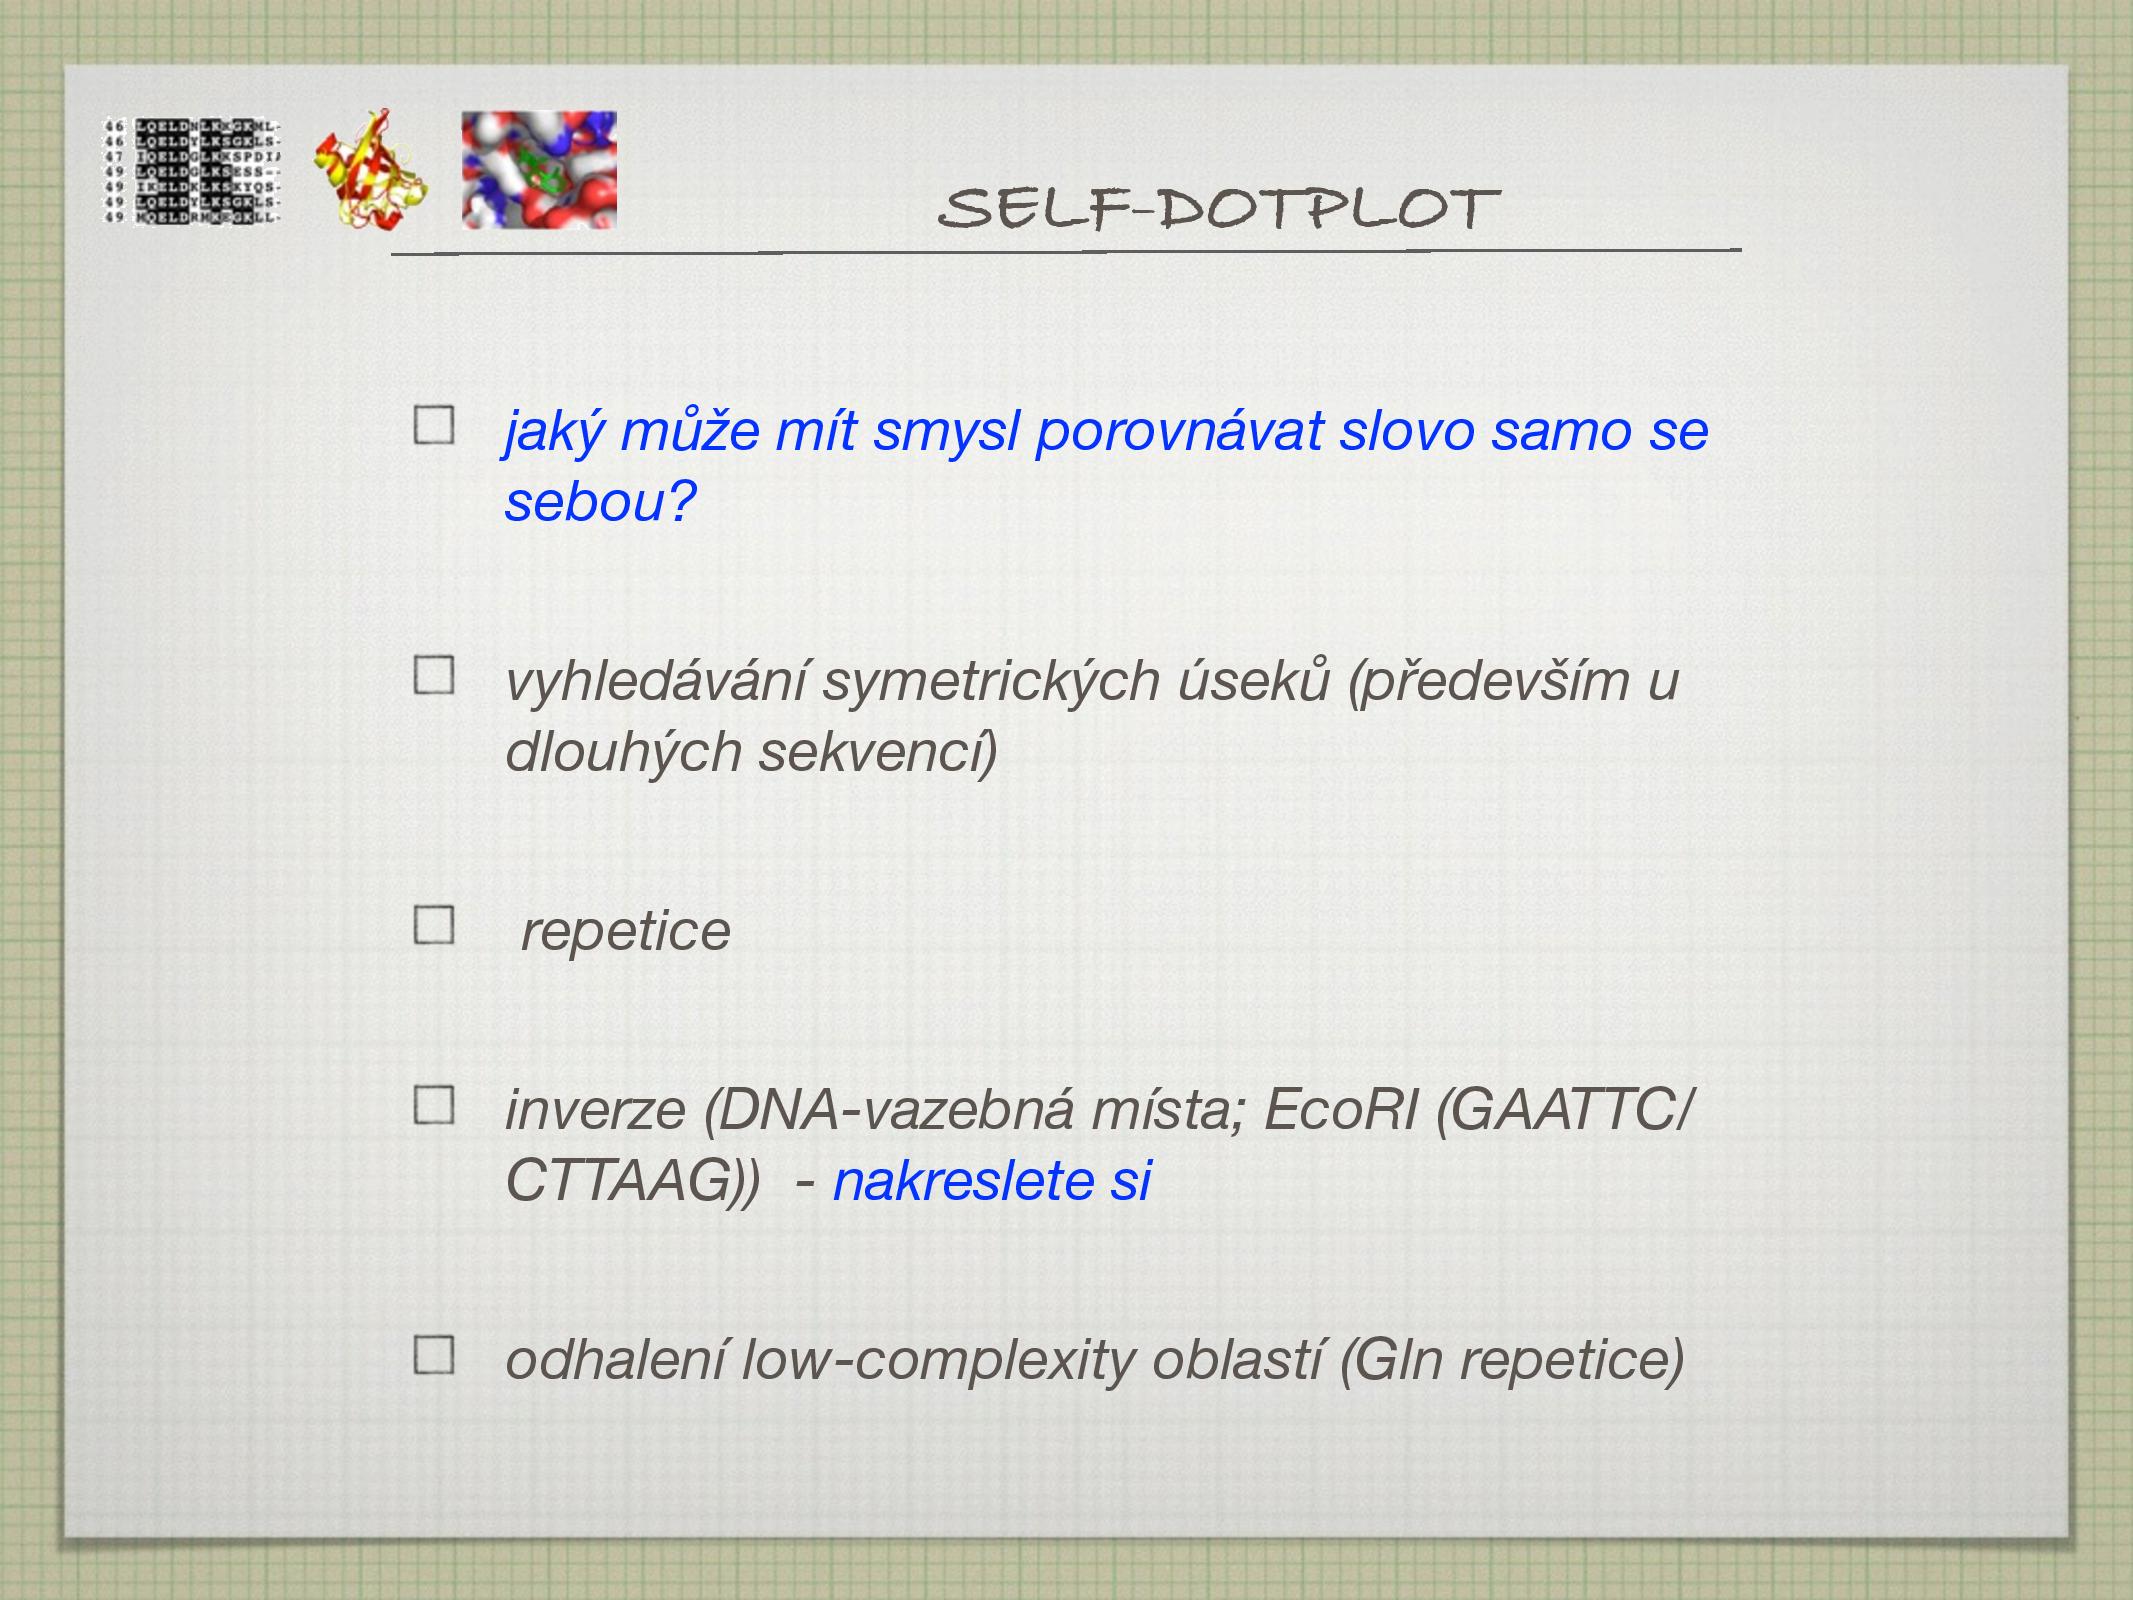 46 LQELDNLKKGKML-
46 LQELDYLKSGKLS-
47 IQELDGLKKSPDI
49 LQELDGLKSESS--
49 IKELDKLKSKYQS-
49 LQELDYLKSGKLS-
49 MQELDRMKEGKLL-
SELF-DOTPLOT
jaký může mít smysl porovnávat slovo samo se
sebou?
vyhledávání symetrických úseků (především u
dlouhých sekvencí)
repetice
inverze (DNA-vazebná místa; EcoRI (GAATTC/
CTTAAG))  - nakreslete si
odhalení low-complexity oblastí (Gln repetice)